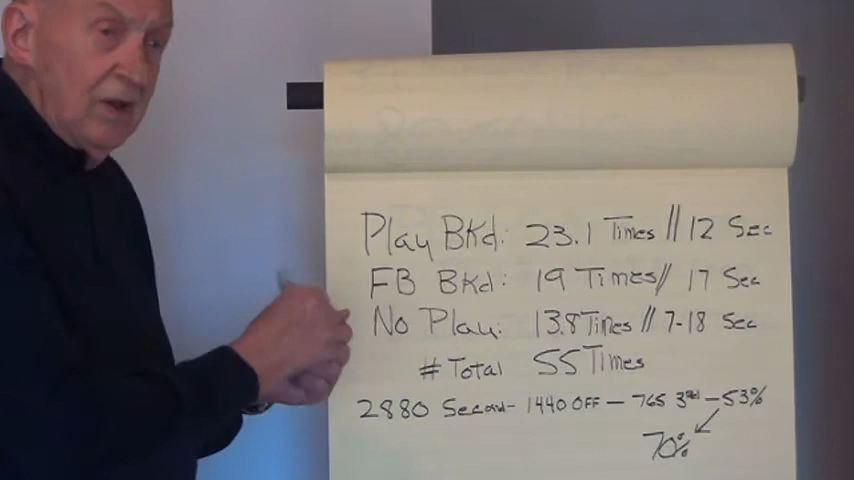 Play BKd: 23.1 Times // 12 Sec
FB BKd: 19 Times // 17 Sec
No Play: 13.8 Times // 7-18 Sec
# Total 55 Times
2880 Second - 1440 OFF - 765 3rd - 53%
70%